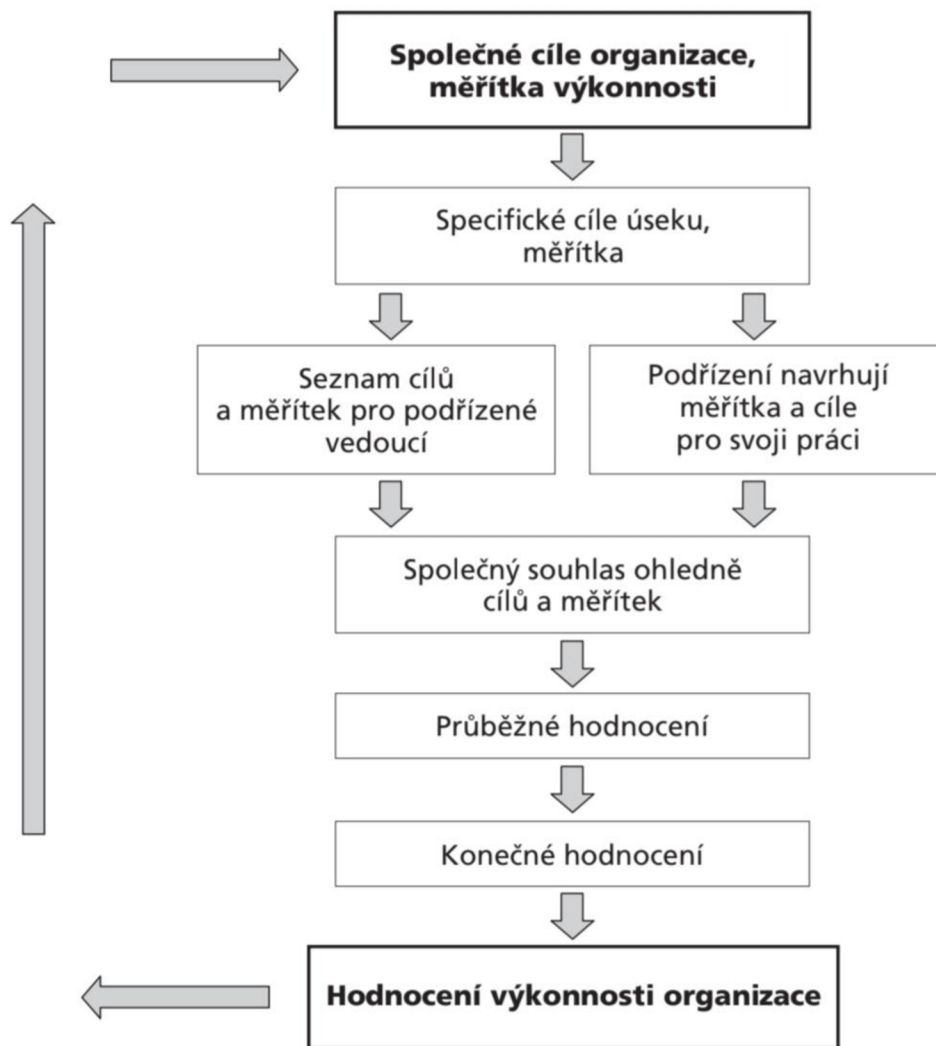 Společné cíle organizace,
měřítka výkonnosti
Specifické cíle úseku,
měřítka
Seznam cílů
a měřítek pro podřízené
vedoucí
Podřízení navrhují
měřítka a cíle
pro svoji práci
Společný souhlas ohledně
cílů a měřítek
Průběžné hodnocení
Konečné hodnocení
Hodnocení výkonnosti organizace